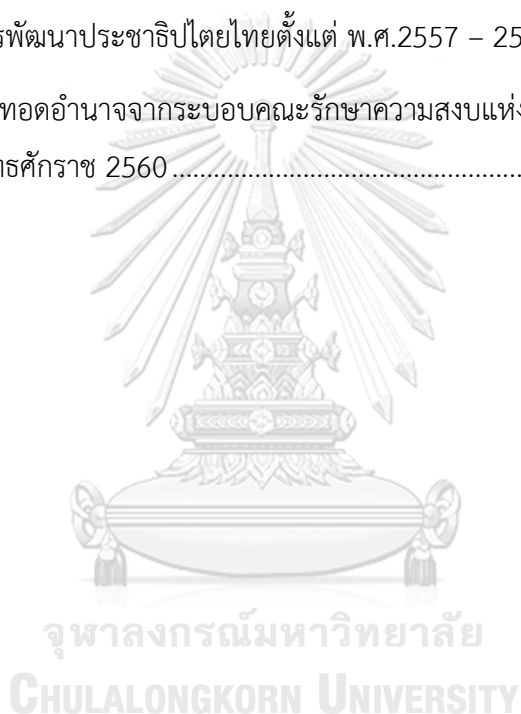 รพัฒนาประชาธิปไตยไทยตั้งแต่ พ.ศ.2557 – 25
ทอดอำนาจจากระบอบคณะรักษาความสงบแห่ง
ทธศักราช 2560 ............................................
จุฬาลงกรณ์มหาวิทยาลัย
CHULALONGKORN UNIVERSITY